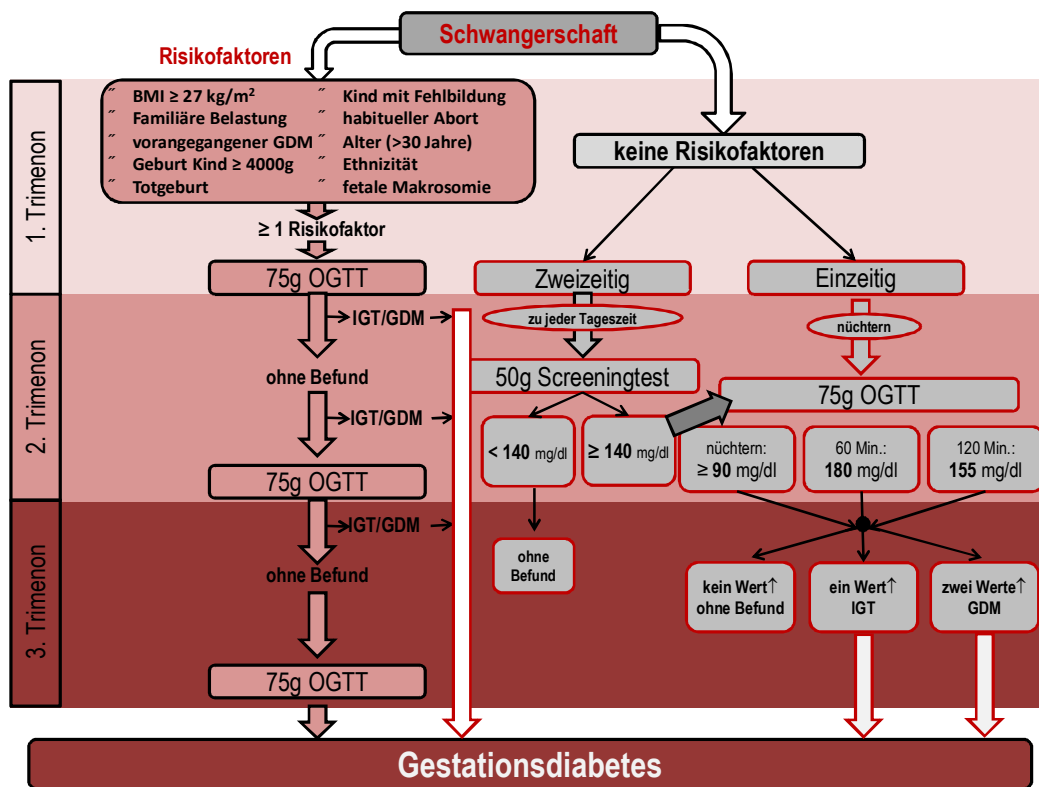 Schwangerschaft
Risikofaktoren
˝ BMI ≥ 27 kg/m²
˝ Familiäre Belastung
˝ vorangegangener GDM
˝ Geburt Kind ≥ 4000g
˝ Totgeburt
˝ Kind mit Fehlbildung
˝ habitueller Abort
˝ Alter (>30 Jahre)
˝ Ethnizität
˝ fetale Makrosomie
keine Risikofaktoren
1. Trimenon
≥ 1 Risikofaktor
75g OGTT
Zweizeitig
Einzeitig
2. Trimenon
IGT/GDM
zu jeder Tageszeit
nüchtern
ohne Befund
50g Screeningtest
75g OGTT
IGT/GDM
< 140 mg/dl
≥ 140 mg/dl
nüchtern:
≥ 90 mg/dl
60 Min.:
180 mg/dl
120 Min.:
155 mg/dl
75g OGTT
3. Trimenon
IGT/GDM
ohne Befund
ohne
Befund
kein Wert↑
ohne Befund
ein Wert↑
IGT
zwei Werte↑
GDM
75g OGTT
Gestationsdiabetes